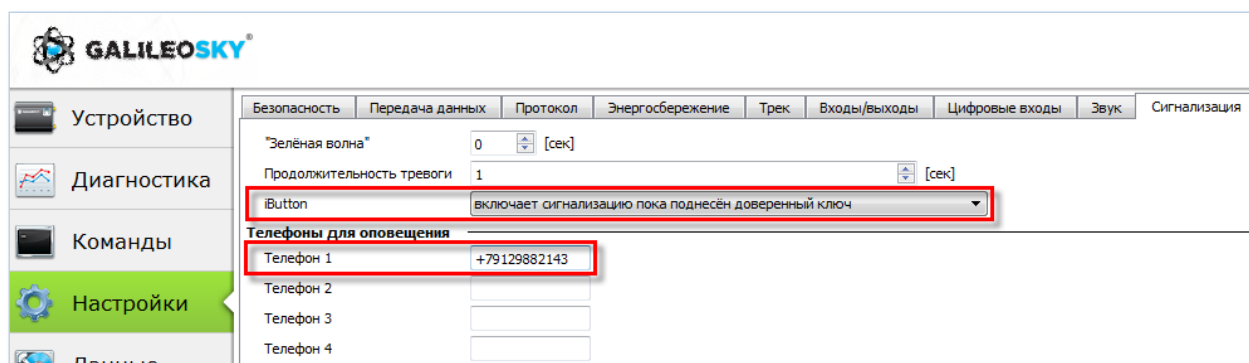 GALILEOSKY®
Устройство
Диагностика
Команды
Настройки
Данные
Безопасность Передача данных Протокол Энергосбережение Трек Входы/выходы Цифровые входы Звук Сигнализация
"Зелёная волна" 0 [сек]
Продолжительность тревоги 1 [сек]
iButton включает сигнализацию пока поднесён доверенный ключ
Телефоны для оповещения
Телефон 1 +79129882143
Телефон 2
Телефон 3
Телефон 4